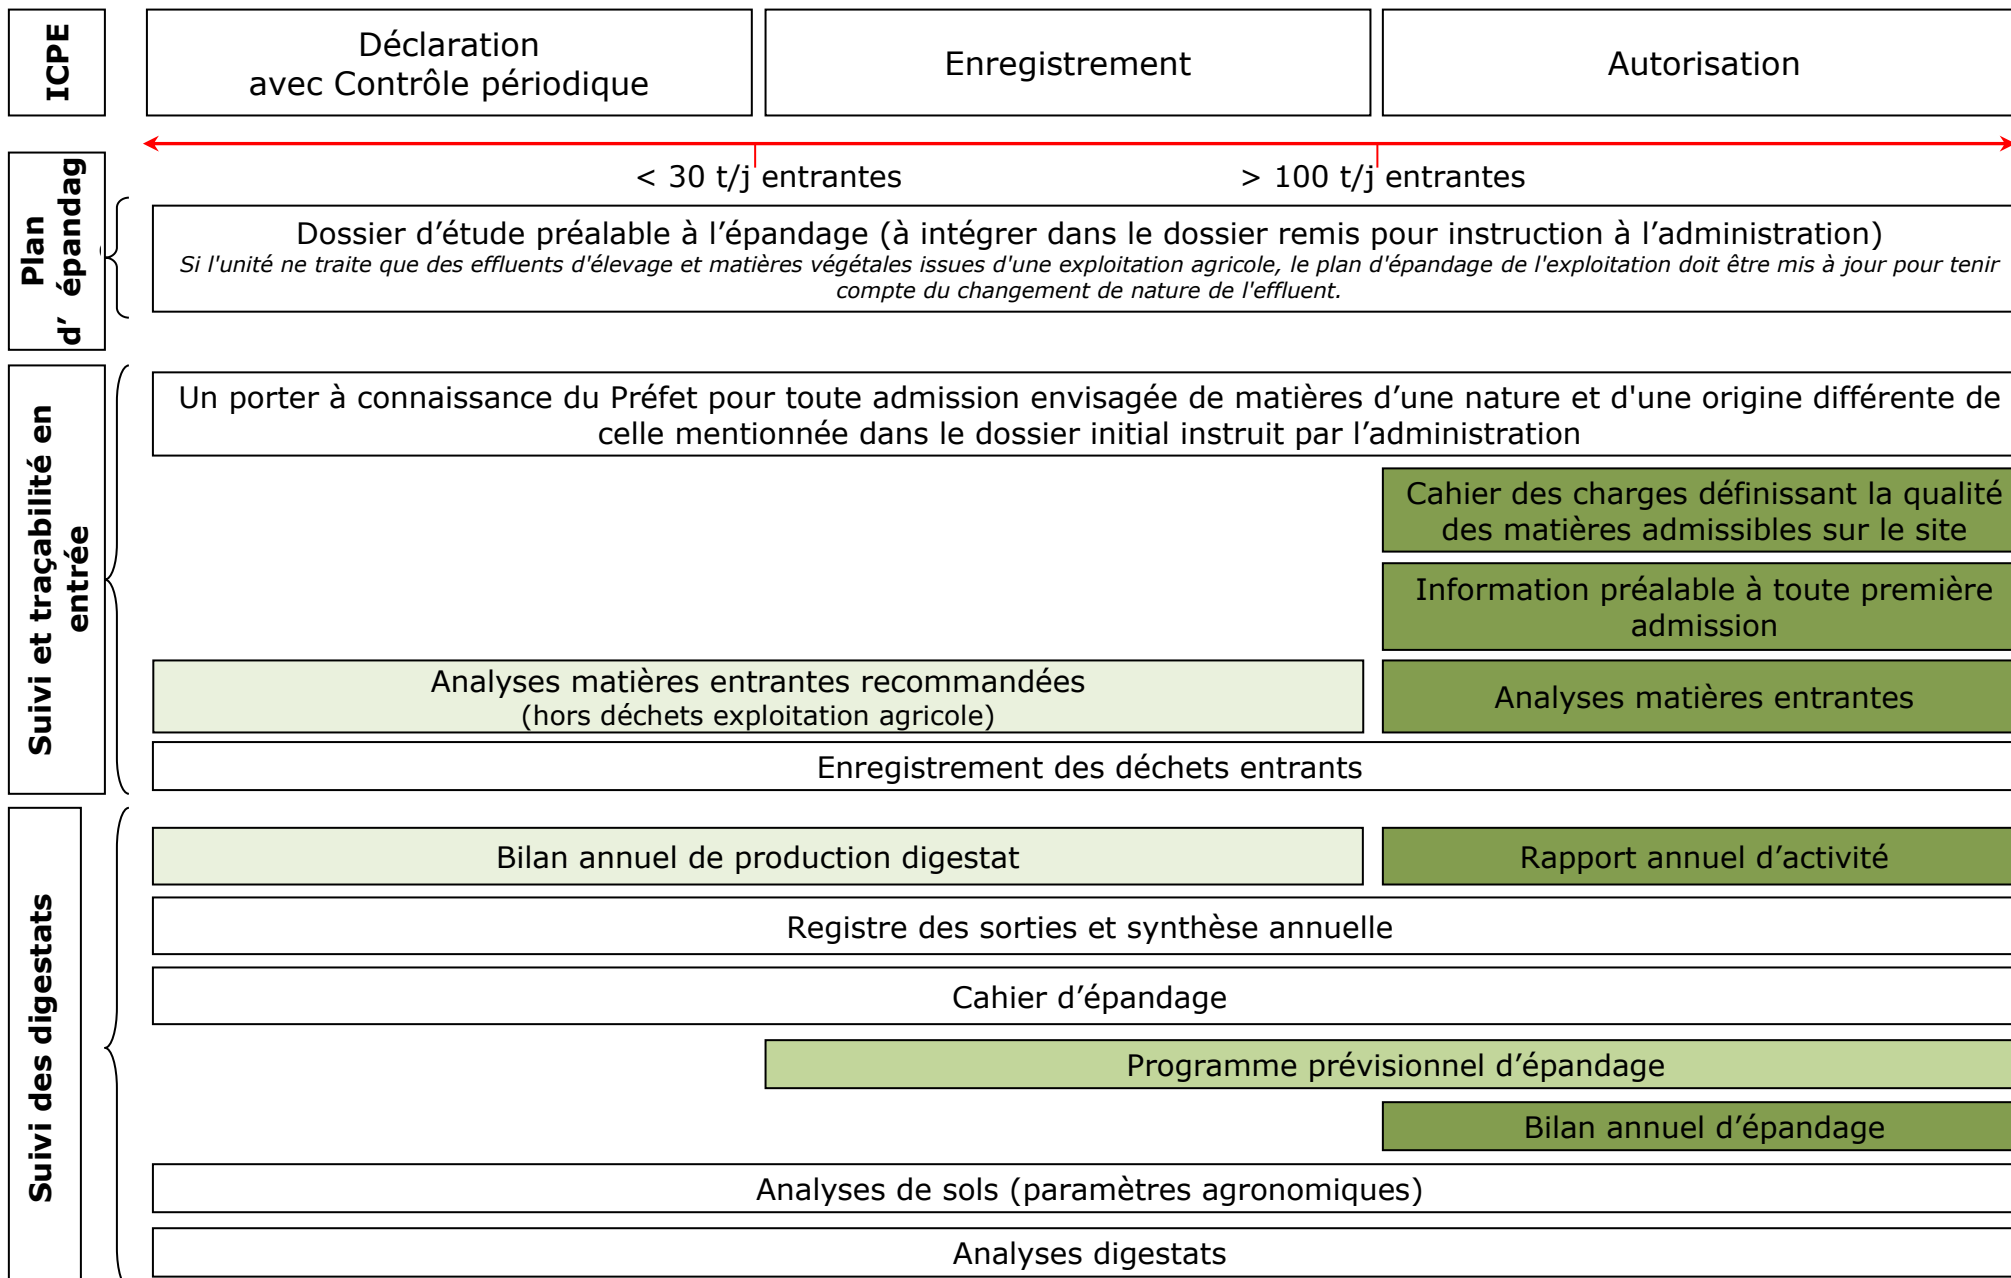 ICPE
Déclaration
avec Contrôle périodique
Enregistrement
Autorisation
< 30 t/j entrantes
> 100 t/j entrantes
Plan
d’ épandag
Dossier d’étude préalable à l’épandage (à intégrer dans le dossier remis pour instruction à l’administration)
Si l'unité ne traite que des effluents d'élevage et matières végétales issues d'une exploitation agricole, le plan d'épandage de l'exploitation doit être mis à jour pour tenir
compte du changement de nature de l'effluent.
Suivi et traçabilité en
entrée
Un porter à connaissance du Préfet pour toute admission envisagée de matières d’une nature et d'une origine différente de
celle mentionnée dans le dossier initial instruit par l’administration
Cahier des charges définissant la qualité
des matières admissibles sur le site
Information préalable à toute première
admission
Analyses matières entrantes recommandées
(hors déchets exploitation agricole)
Analyses matières entrantes
Enregistrement des déchets entrants
Suivi des digestats
Bilan annuel de production digestat
Rapport annuel d’activité
Registre des sorties et synthèse annuelle
Cahier d’épandage
Programme prévisionnel d’épandage
Bilan annuel d’épandage
Analyses de sols (paramètres agronomiques)
Analyses digestats